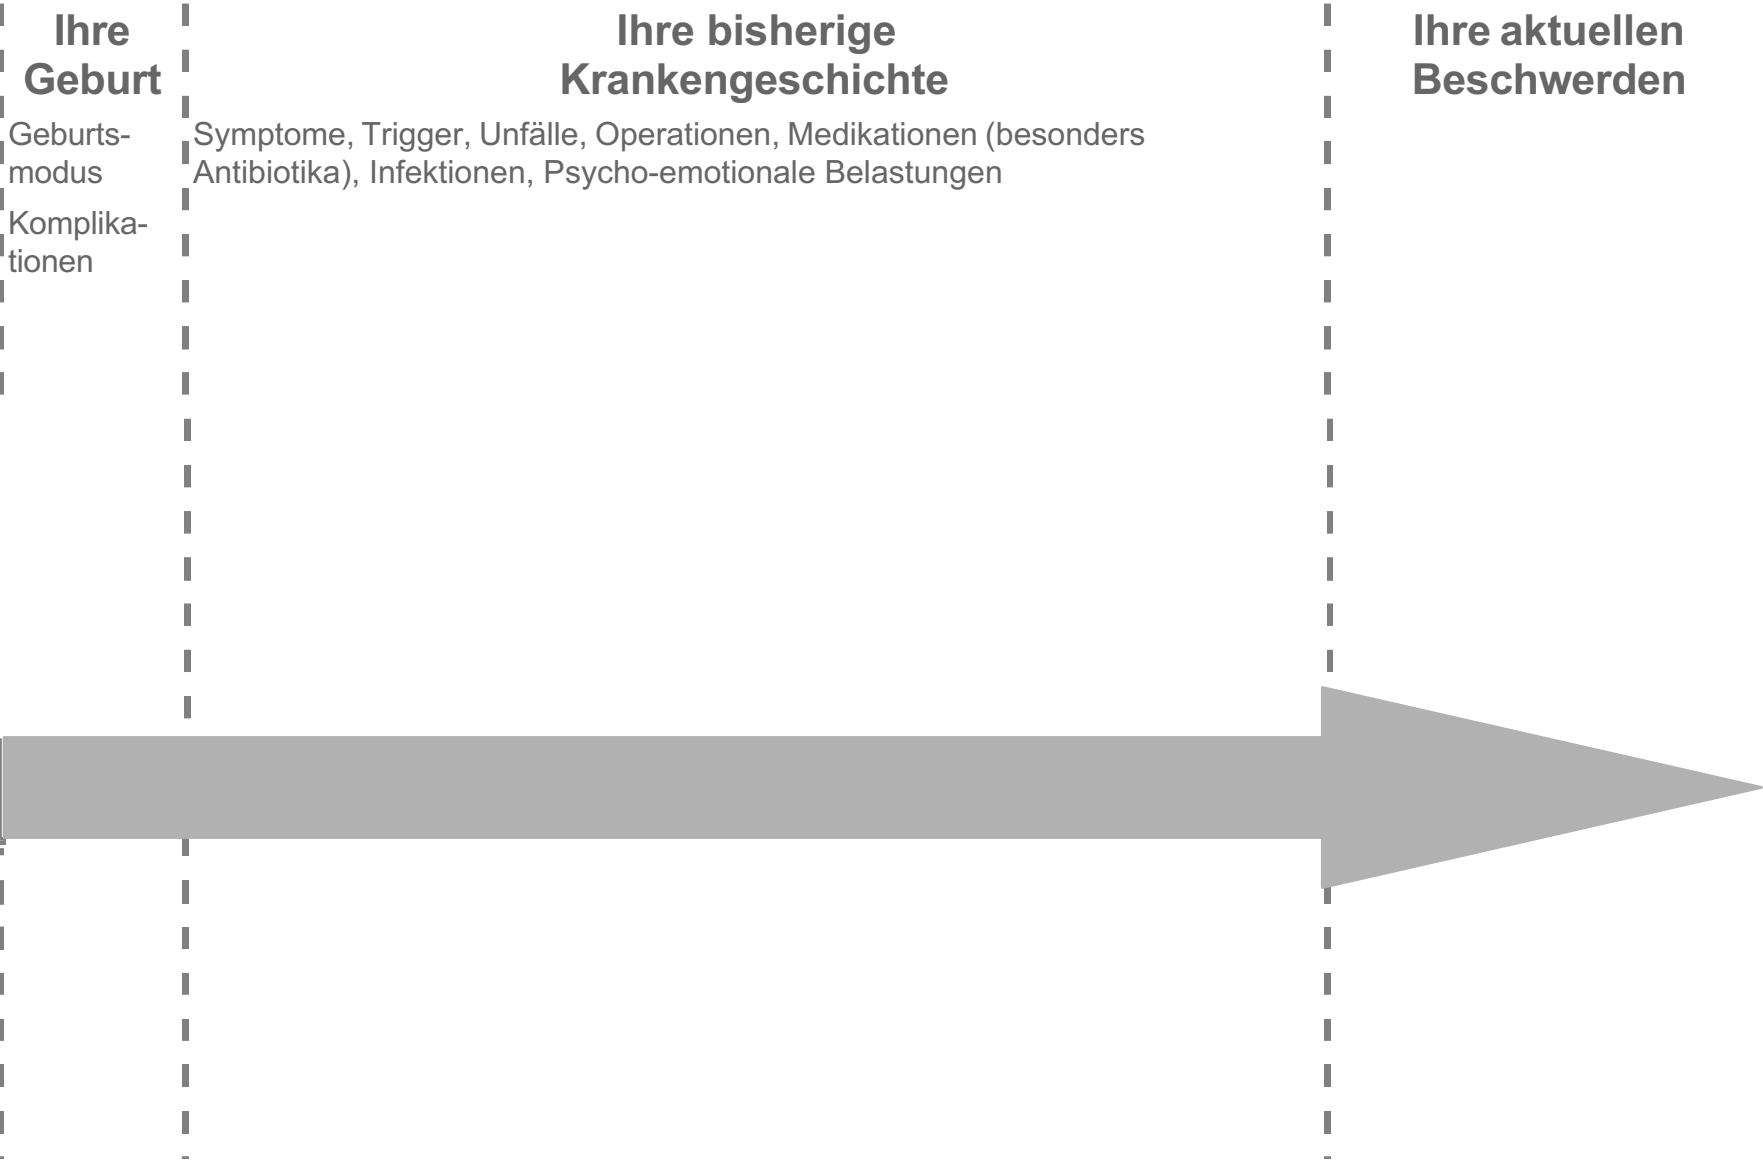 Ihre
Geburt
Geburts-
modus
Komplika-
tionen
Ihre bisherige
Krankengeschichte
Symptome, Trigger, Unfälle, Operationen, Medikationen (besonders
Antibiotika), Infektionen, Psycho-emotionale Belastungen
Ihre aktuellen
Beschwerden